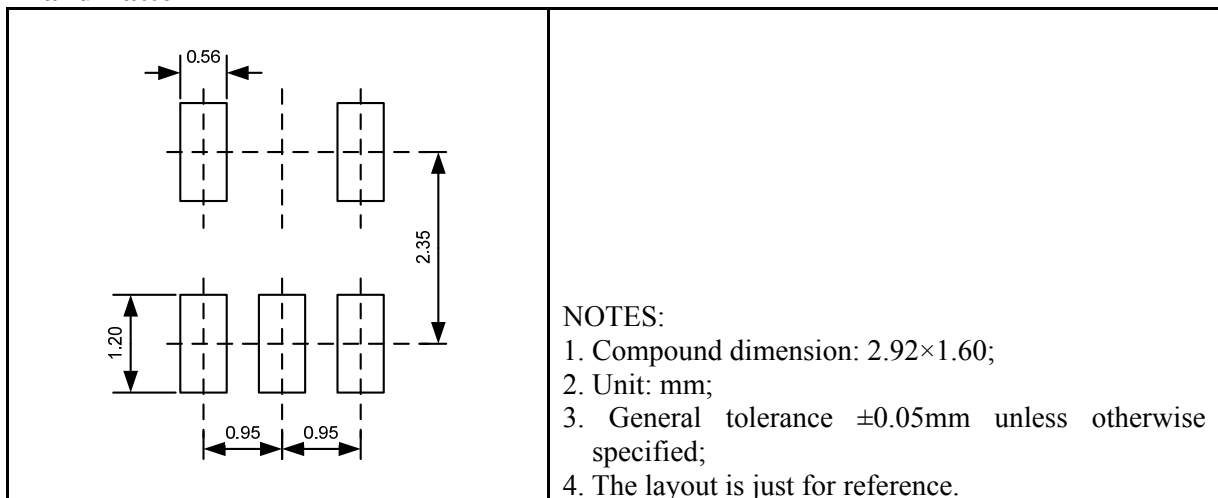 0.56
2.35
1.20
0.95 0.95
NOTES:
1. Compound dimension: 2.92×1.60;
2. Unit: mm;
3. General tolerance ±0.05mm unless otherwise
specified;
4. The layout is just for reference.